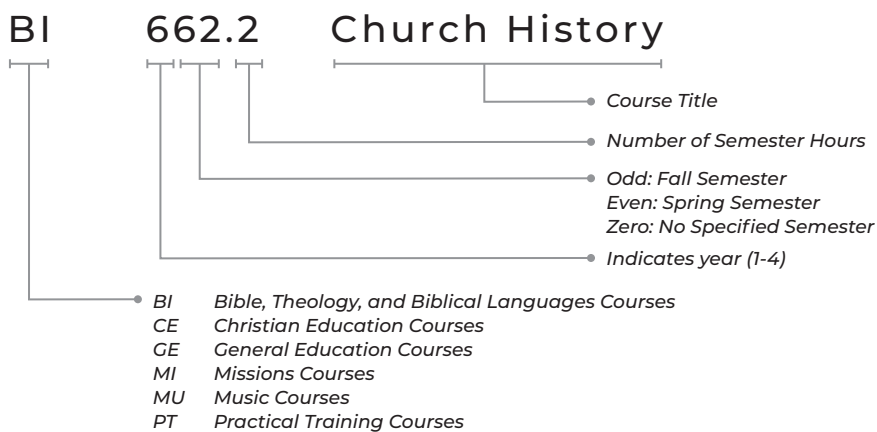 BI 662.2 Church History
Course Title
Number of Semester Hours
Odd: Fall Semester
Even: Spring Semester
Zero: No Specified Semester
Indicates year (1-4)
BI Bible, Theology, and Biblical Languages Courses
CE Christian Education Courses
GE General Education Courses
MI Missions Courses
MU Music Courses
PT Practical Training Courses